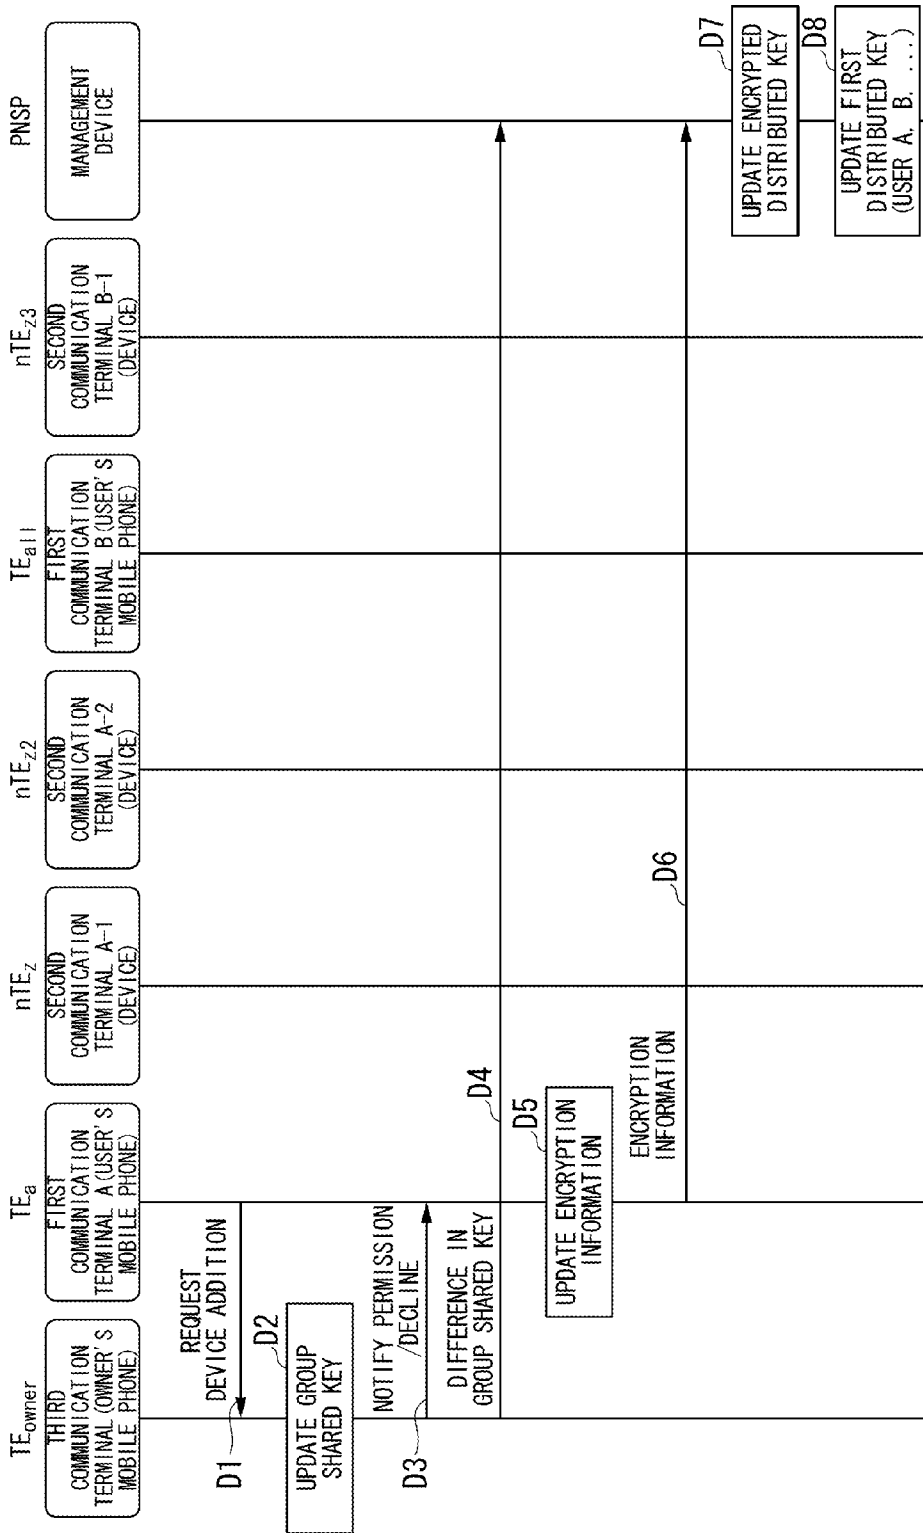 TEowner
THIRD
COMMUNICATION
TERMINAL(OWNER'S
MOBILE PHONE)
TEa
FIRST
COMMUNICATION
TERMINAL A(USER'S
MOBILE PHONE)
nTEz
SECOND
COMMUNICATION
TERMINAL A-1
(DEVICE)
nTEz2
SECOND
COMMUNICATION
TERMINAL A-2
(DEVICE)
TEall
FIRST
COMMUNICATION
TERMINAL B(USER'S
MOBILE PHONE)
nTEz3
SECOND
COMMUNICATION
TERMINAL B-1
(DEVICE)
PNSP
MANAGEMENT
DEVICE
REQUEST
DEVICE ADDITION
D1
D2
UPDATE GROUP
SHARED KEY
NOTIFY PERMISSION
/DECLINE
D3
DIFFERENCE IN
GROUP SHARED KEY
D4
D5
UPDATE ENCRYPTION
INFORMATION
ENCRYPTION
INFORMATION
D6
D7
UPDATE ENCRYPTED
DISTRIBUTED KEY
D8
UPDATE FIRST
DISTRIBUTED KEY
(USER A. B. ...)